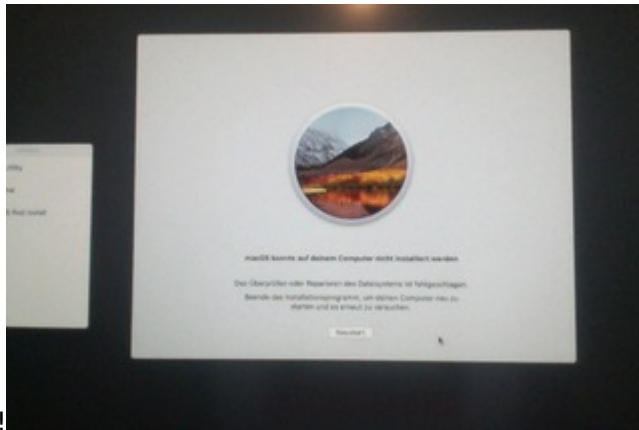 macOS konnte auf deinem Computer nicht installiert werden
Das Überprüfen oder Reparieren des Dateisystems ist fehlgeschlagen.
Beende das Installationsprogramm, um deinen Computer neu zu
starten und es erneut zu versuchen.
Neustart
!